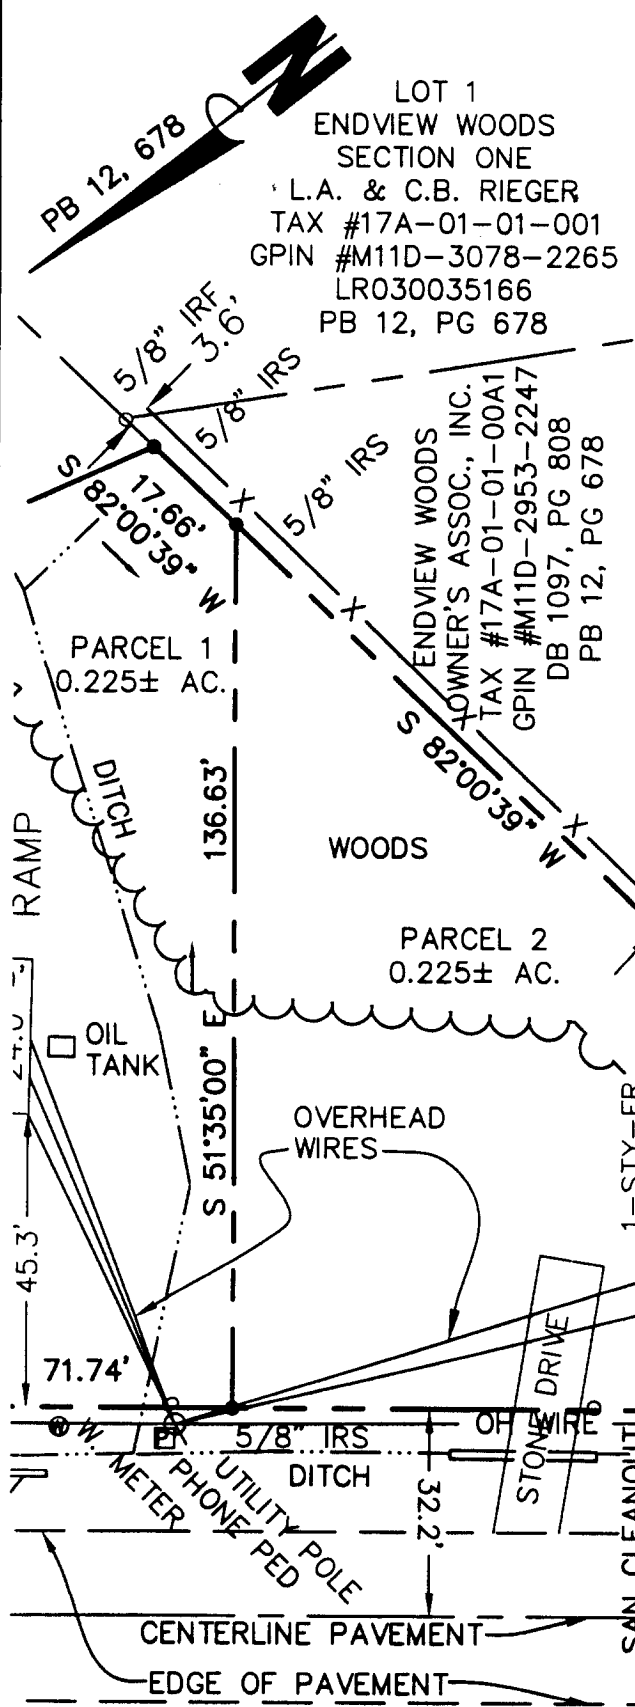 N
PB 12, 678
LOT 1
ENDVIEW WOODS
SECTION ONE
L.A. & C.B. RIEGER
TAX #17A-01-01-001
GPIN #M11D-3078-2265
LR030035166
PB 12, PG 678
5/8" IRF,
3.6'
5/8" IRS
5/8" IRS
S 82°00'39" W
17.66'
ENDVIEW WOODS
OWNER'S ASSOC., INC.
TAX #17A-01-01-00A1
GPIN #M11D-2953-2247
DB 1097, PG 808
PB 12, PG 678
PARCEL 1
0.225± AC.
S 82°00'39" W
DITCH
136.63'
WOODS
RAMP
PARCEL 2
0.225± AC.
OIL
TANK
S 51°35'00" E
OVERHEAD
WIRES
1-STY-FR
45.3'
71.74'
STONE DRIVE
OH WIRE
W
W. METER
P
5/8" IRS
DITCH
UTILITY POLE
PHONE PED
32.2'
SAN CLEANOUT
CENTERLINE PAVEMENT
EDGE OF PAVEMENT